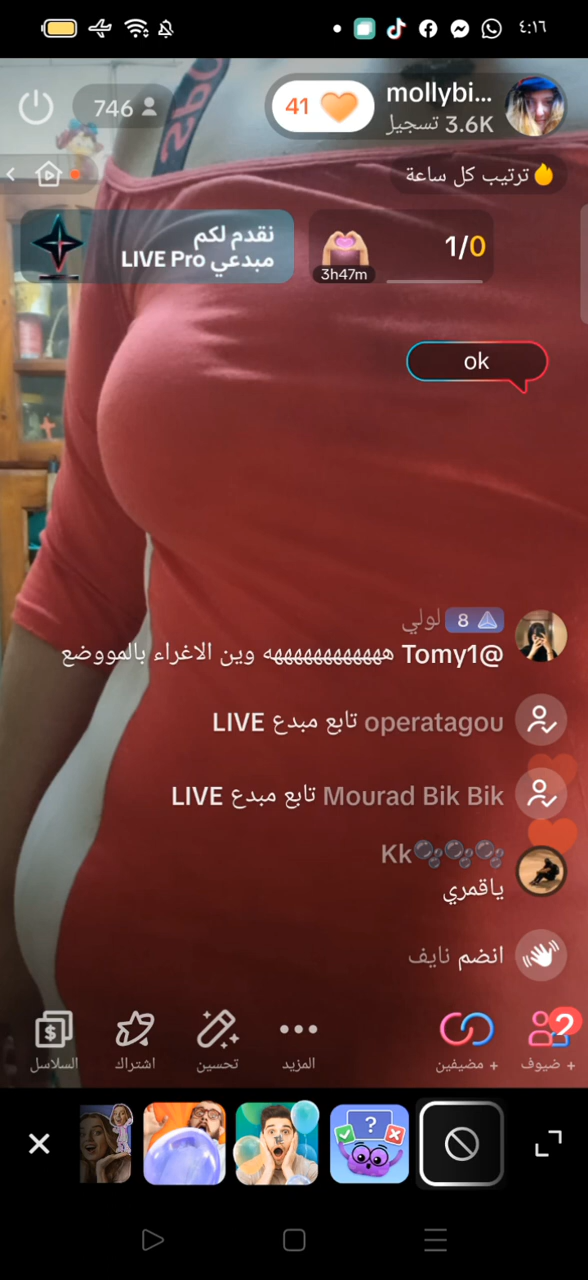 ٤:١٦
mollybi...
3.6K تسجيل
41
746
ترتيب كل ساعة
1/0
3h47m
نقدم لكم
مبدعي LIVE Pro
ok
8 لولي
@Tomy1 هههههههههههههه وين الاغراء بالمووضع
operatagou تابع مبدع LIVE
Mourad Bik Bik تابع مبدع LIVE
Kk
ياقمري
انضم نايف
2
+ ضيوف
+ مضيفين
المزيد
تحسين
اشتراك
السلاسل